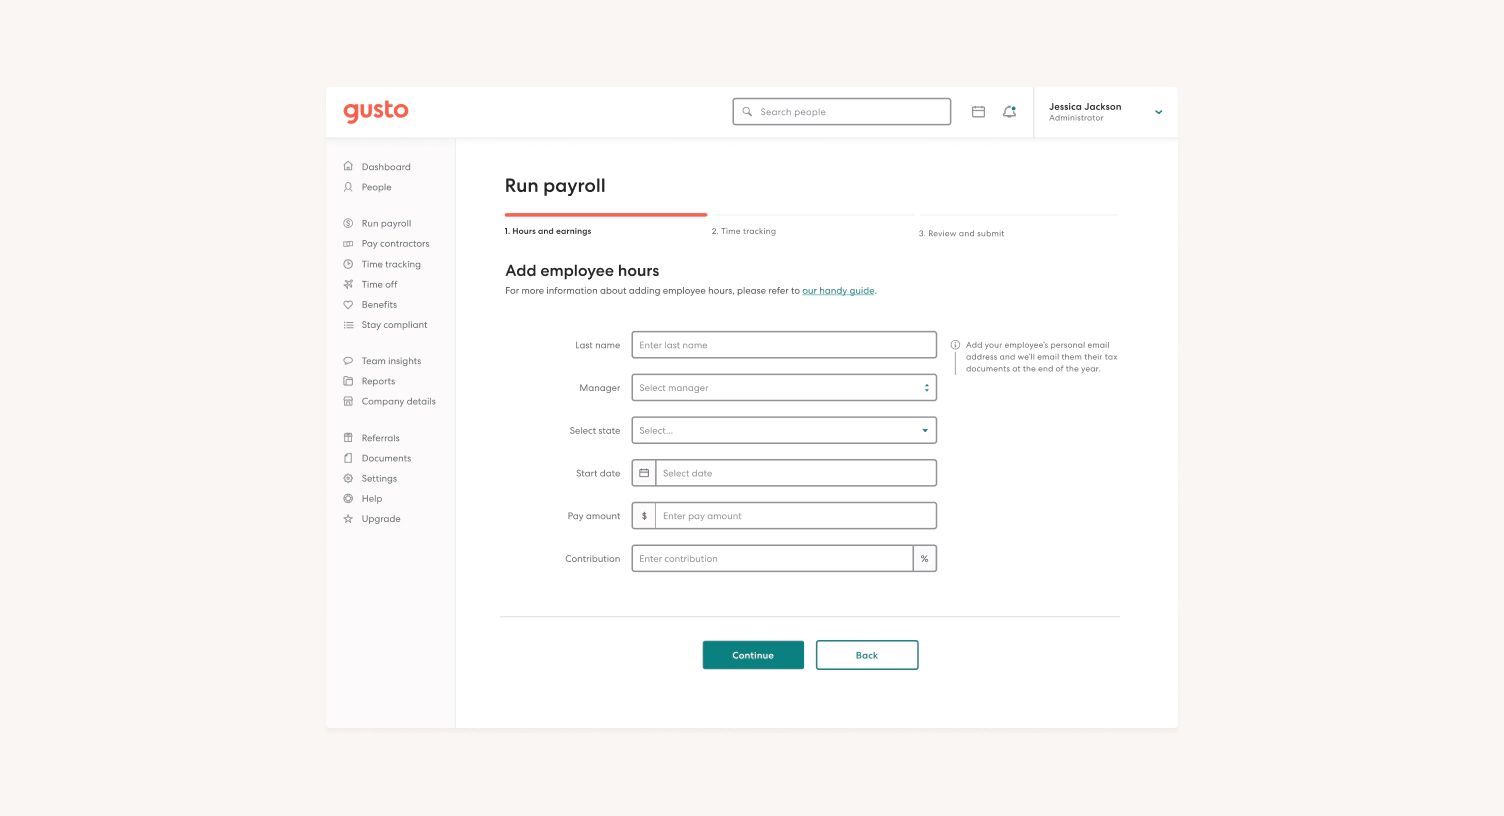 gusto
Search people
Jessica Jackson
Administrator
Dashboard
People
Run payroll
Pay contractors
Time tracking
Time off
Benefits
Stay compliant
Team insights
Reports
Company details
Referrals
Documents
Settings
Help
Upgrade
Run payroll
1. Hours and earnings
2. Time tracking
3. Review and submit
Add employee hours
For more information about adding employee hours, please refer to our handy guide.
Last name
Enter last name
Add your employee's personal email
address and we'll email them their tax
documents at the end of the year.
Manager
Select manager
Select state
Select...
Start date
Select date
Pay amount
$
Enter pay amount
Contribution
Enter contribution
%
Continue
Back